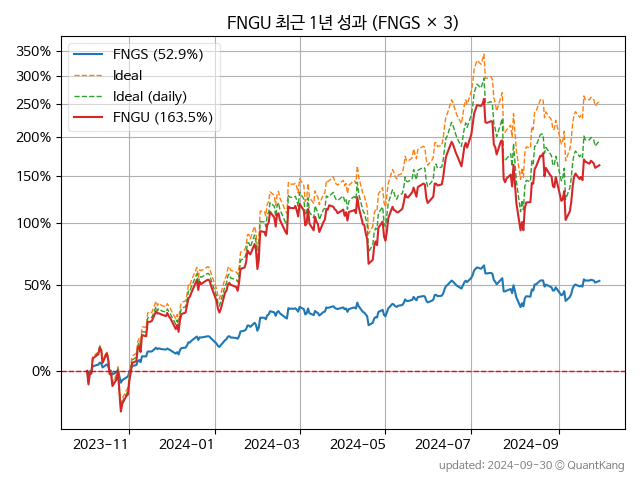 FNGU 최근 1년 성과 (FNGS × 3)
FNGS (52.9%)
Ideal
Ideal (daily)
FNGU (163.5%)
350%
300%
250%
200%
150%
100%
50%
0%
2023-11 2024-01 2024-03 2024-05 2024-07 2024-09
updated: 2024-09-30 © QuantKang